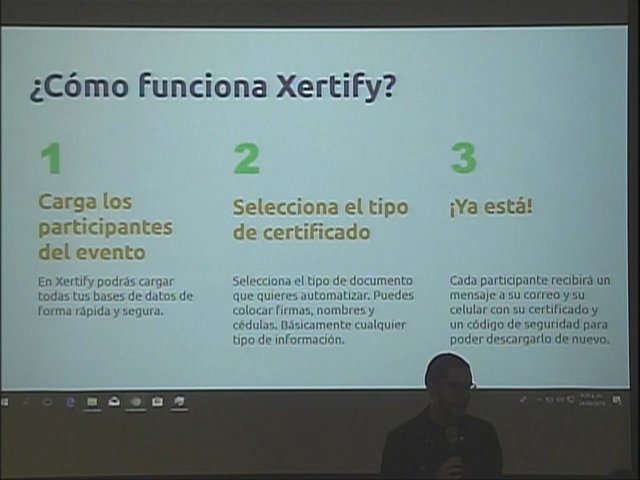 ¿Cómo funciona Xertify?
1
Carga los
participantes
del evento
En Xertify podrás cargar
todas tus bases de datos de
forma rápida y segura.
2
Selecciona el tipo
de certificado
Selecciona el tipo de documento
que quieres automatizar. Puedes
colocar firmas, nombres y
cédulas. Básicamente cualquier
tipo de información.
3
¡Ya está!
Cada participante recibirá un
mensaje a su correo y su
celular con su certificado y
un código de seguridad para
poder descargarlo de nuevo.